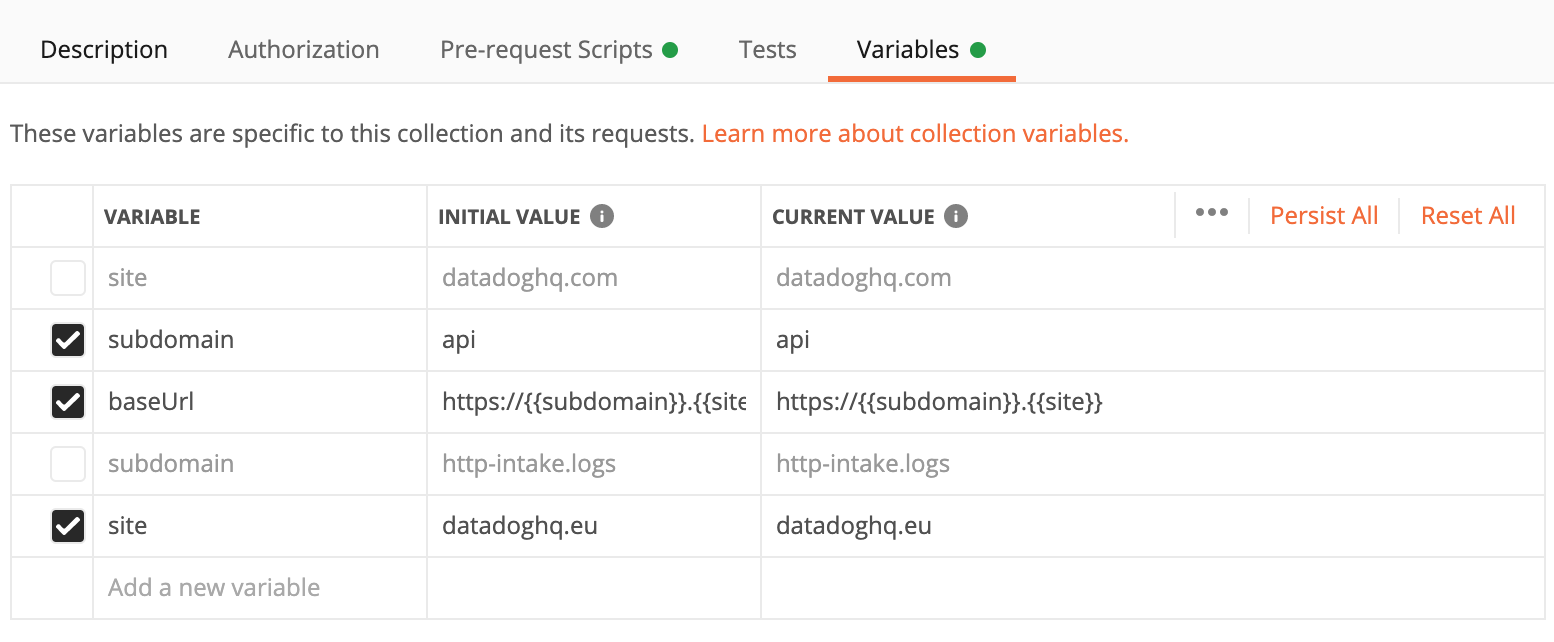 Description Authorization Pre-request Scripts Tests Variables
These variables are specific to this collection and its requests. Learn more about collection variables.
VARIABLE INITIAL VALUE i CURRENT VALUE i ••• Persist All Reset All
site datadoghq.com datadoghq.com
subdomain api api
baseUrl https://{{subdomain}}.{{site https://{{subdomain}}.{{site}}
subdomain http-intake.logs http-intake.logs
site datadoghq.eu datadoghq.eu
Add a new variable